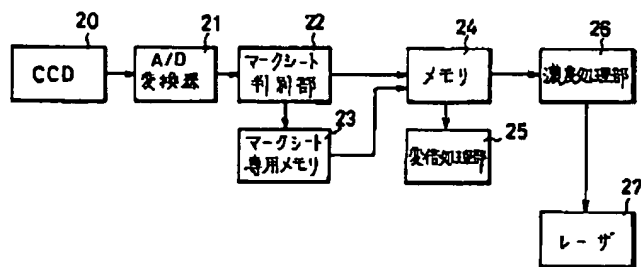 20
CCD
21
A/D
変換器
22
マークシート
判別部
23
マークシート
専用メモリ
24
メモリ
25
変倍処理部
26
濃度処理部
27
レーザ